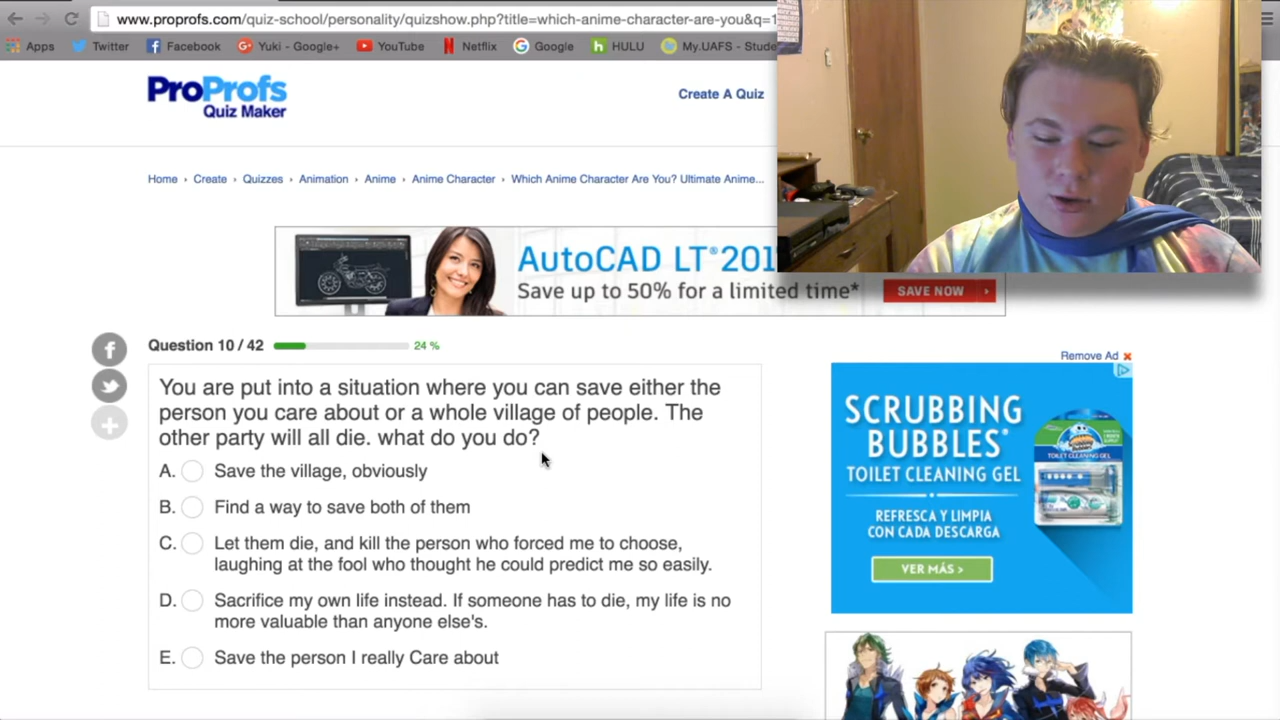 www.proprofs.com/quiz-school/personality/quizshow.php?title=which-anime-character-are-you&q=1
Apps Twitter Facebook Yuki - Google+ YouTube Netflix Google HULU My.UAFS - Stude
ProProfs
Quiz Maker
Create A Quiz
Home › Create › Quizzes › Animation › Anime › Anime Character › Which Anime Character Are You? Ultimate Anime...
AutoCAD LT® 201
Save up to 50% for a limited time*
SAVE NOW ›
Question 10 / 42 24 %
You are put into a situation where you can save either the
person you care about or a whole village of people. The
other party will all die. what do you do?
A. Save the village, obviously
B. Find a way to save both of them
C. Let them die, and kill the person who forced me to choose,
laughing at the fool who thought he could predict me so easily.
D. Sacrifice my own life instead. If someone has to die, my life is no
more valuable than anyone else's.
E. Save the person I really Care about
Remove Ad
SCRUBBING
BUBBLES®
TOILET CLEANING GEL
REFRESCA Y LIMPIA
CON CADA DESCARGA
VER MÁS >
SCRUBBING
BUBBLES
TOILET CLEANING GEL